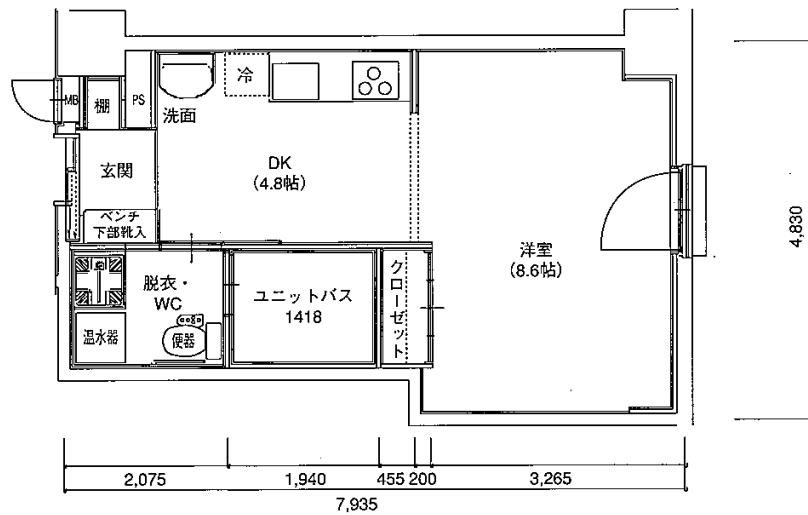 冷
MB
棚
PS
洗面
DK
(4.8帖)
玄関
ベンチ
下部靴入
洋室
(8.6帖)
4,830
脱衣・
WC
ユニットバス
1418
クローゼット
温水器
便器
2,075
1,940
455
200
3,265
7,935